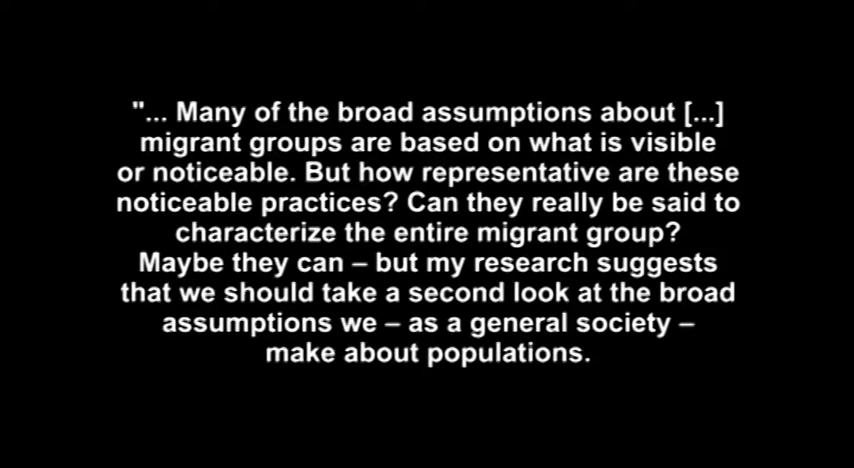 "... Many of the broad assumptions about [...]
migrant groups are based on what is visible
or noticeable. But how representative are these
noticeable practices? Can they really be said to
characterize the entire migrant group?
Maybe they can – but my research suggests
that we should take a second look at the broad
assumptions we – as a general society –
make about populations.